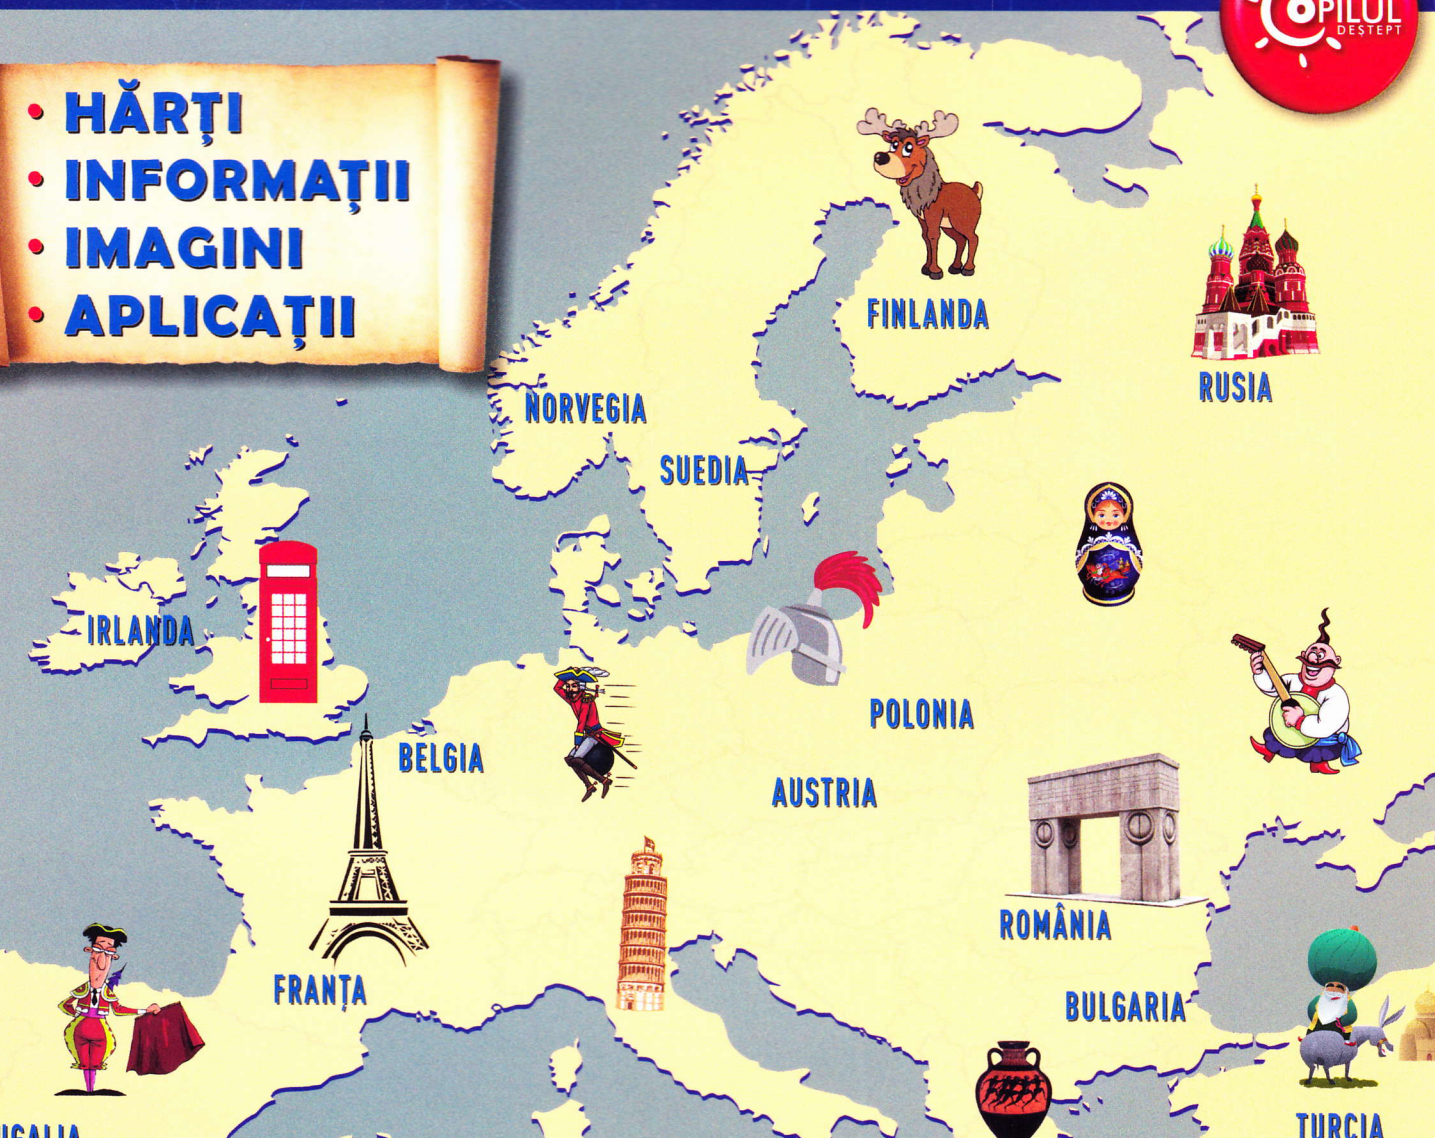 COPILUL
DEȘTEPT
• HĂRȚI
• INFORMAȚII
• IMAGINI
• APLICAȚII
FINLANDA
RUSIA
NORVEGIA
SUEDIA
IRLANDA
POLONIA
BELGIA
AUSTRIA
ROMÂNIA
FRANȚA
BULGARIA
TURCIA